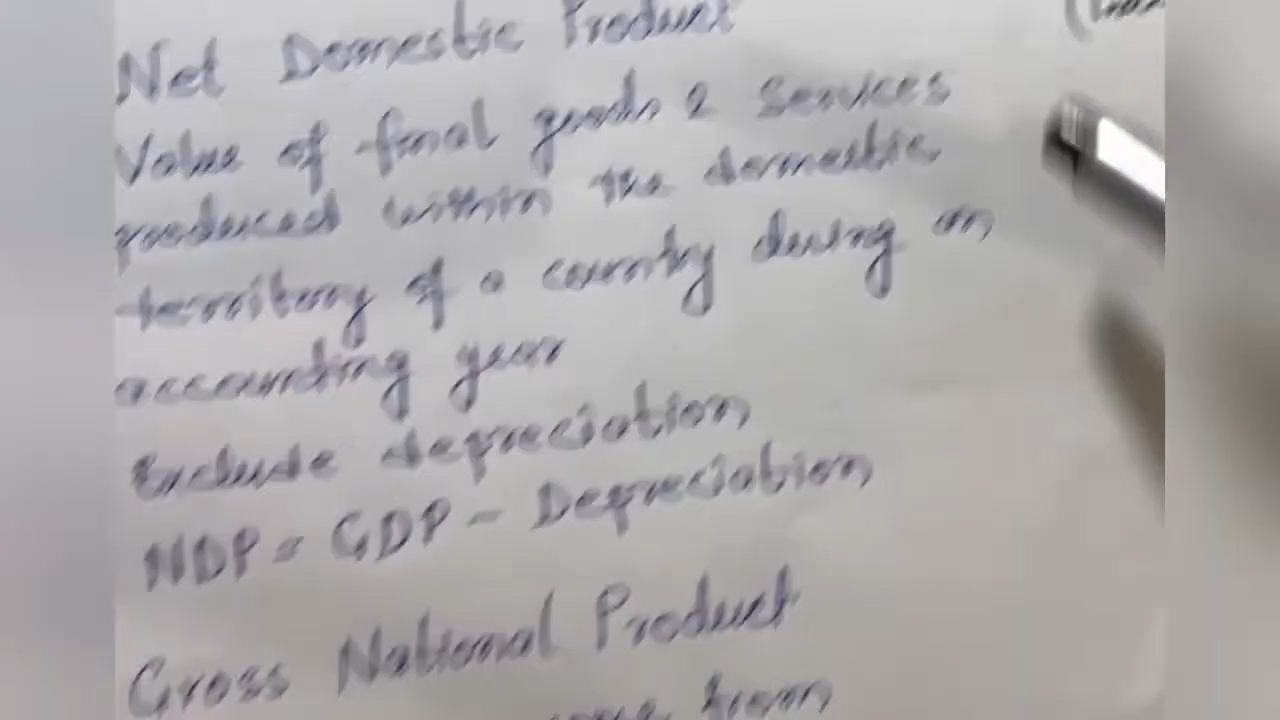 Net Domestic Product
Value of final goods & services
produced within the domestic
territory of a country during an
accounting year
Exclude depreciation
NDP = GDP - Depreciation
Gross National Product
from